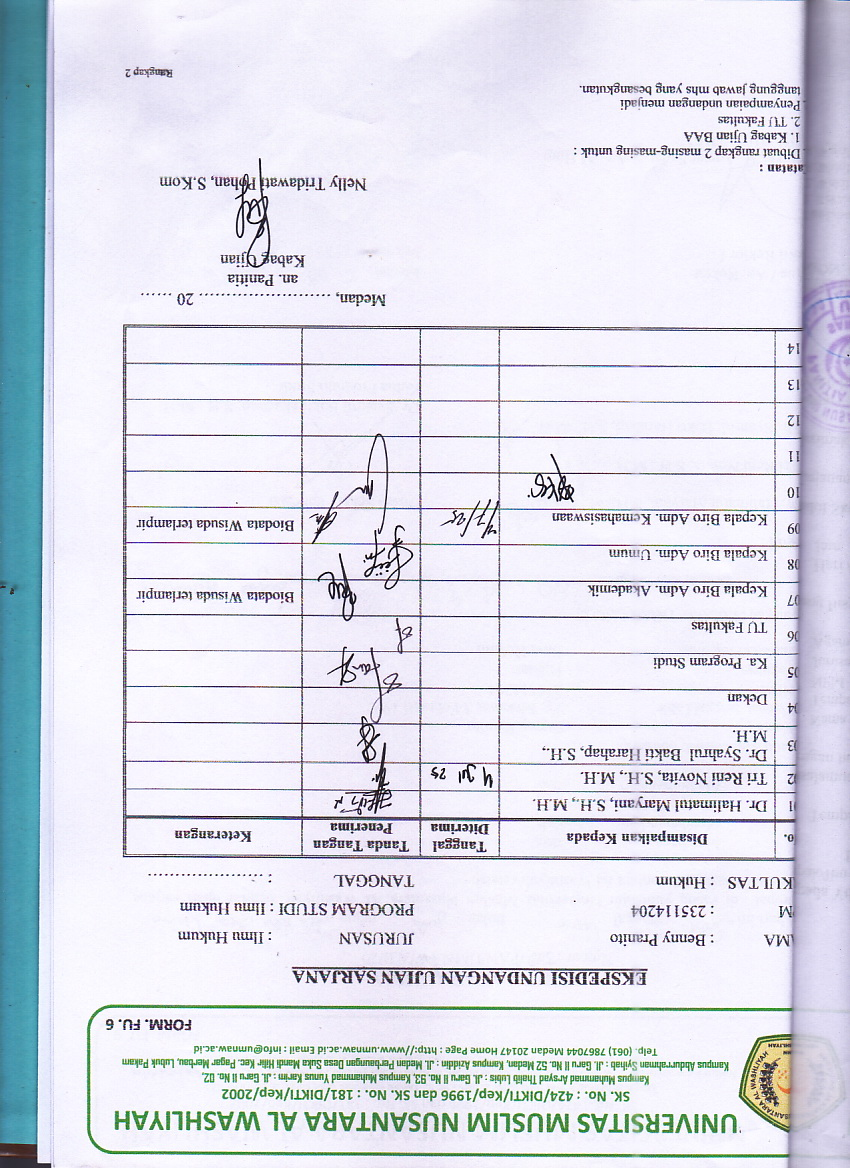 UNIVERSITAS MUSLIM NUSANTARA AL WASHLIYAH
SK. No. : 424/DIKTI/Kep/1996 dan SK. No. : 181/DIKTI/Kep/2002
Kampus Muhammad Arsyad Thalib Lubis : Jl. Garu II No. 93, Kampus Muhammad Yunus Karim : Jl. Garu II No. 02,
Kampus Abdurrahman Syihab : Jl. Garu II No. 52 Medan, Kampus Aziddin : Jl. Medan Perbaungan Desa Suka Mandi Hilir Kec. Pagar Merbau, Lubuk Pakam
Telp. (061) 7867044 Medan 20147 Home Page : http://www.umnaw.ac.id Email : info@umnaw.ac.id
FORM. FU. 6
EKSPEDISI UNDANGAN UJIAN SARJANA
AMA : Benny Pranito JURUSAN : Ilmu Hukum
PM : 235114204 PROGRAM STUDI : Ilmu Hukum
KULTAS : Hukum TANGGAL : ......................
o. Disampaikan Kepada Tanggal Diterima Tanda Tangan Penerima Keterangan
1 Dr. Halimatul Maryani, S.H., M.H.
2 Tri Reni Novita, S.H., M.H. 4 Jul 25
3 Dr. Syahrul Bakti Harahap, S.H., M.H.
04 Dekan
05 Ka. Program Studi
06 TU Fakultas
07 Kepala Biro Adm. Akademik Biodata Wisuda terlampir
08 Kepala Biro Adm. Umum
09 Kepala Biro Adm. Kemahasiswaan 4/7/25 Biodata Wisuda terlampir
10
11
12
13
14
Medan, ........................ 20 ......
an. Panitia
Kabag Ujian
Nelly Tridawati Pohan, S.Kom
atatan :
Dibuat rangkap 2 masing-masing untuk :
1. Kabag Ujian BAA
2. TU Fakultas
. Penyampaian undangan menjadi
tanggung jawab mhs yang besangkutan.
Rangkap 2